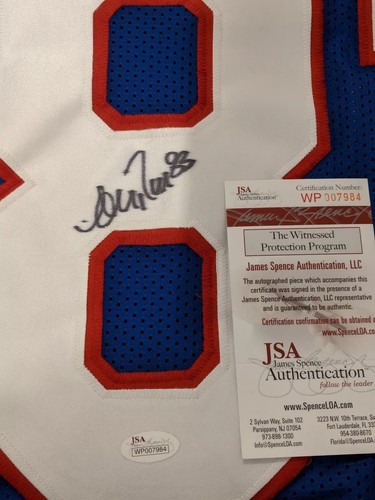 83
JSA
AUTHENTICATION
Certification Number:
WP 007984
The Witnessed
Protection Program
James Spence Authentication, LLC
The autographed piece which accompanies this
certificate was signed in the presence of a
James Spence Authentication, LLC representative
and is guaranteed to be authentic.
Certification confirmation can be obtained a
www.SpenceLOA.com
JSA
James Spence
Authentication
follow the leader
www.SpenceLOA.com
2 Sylvan Way, Suite 102
Parsippany, NJ 07054
973-898-1300
Info@SpenceLOA.com
3223 N.W. 10th Terrace, Su
Fort Lauderdale, FL 333
954-380-8670
Florida@SpenceLOA.com
JSA
WP007984